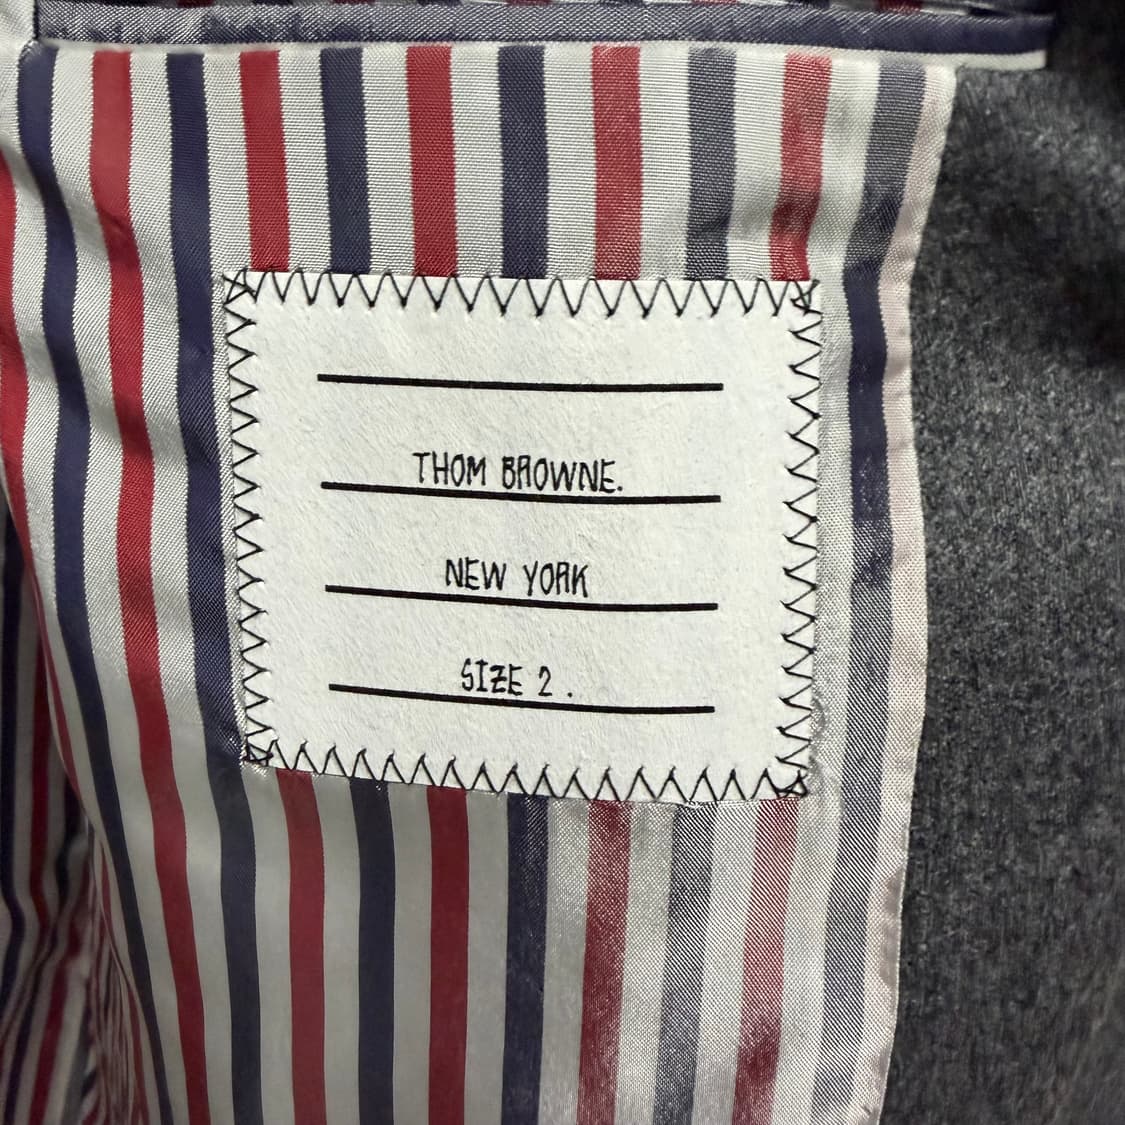 THOM BROWNE.
NEW YORK
SIZE 2 .